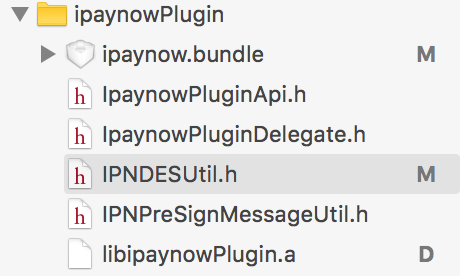 ipaynowPlugin
ipaynow.bundle M
h IpaynowPluginApi.h
h IpaynowPluginDelegate.h
h IPNDESUtil.h M
h IPNPreSignMessageUtil.h
libipaynowPlugin.a D